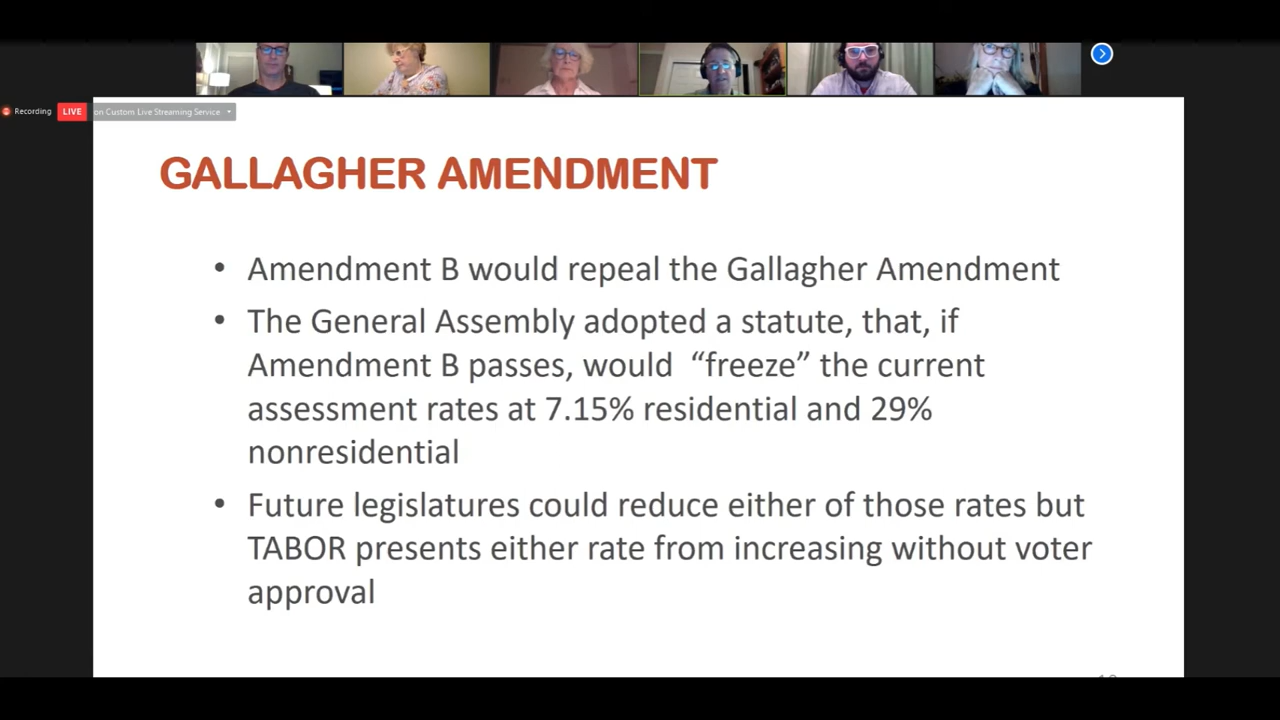 Recording
LIVE
on Custom Live Streaming Service
GALLAGHER AMENDMENT
• Amendment B would repeal the Gallagher Amendment
• The General Assembly adopted a statute, that, if
Amendment B passes, would “freeze” the current
assessment rates at 7.15% residential and 29%
nonresidential
• Future legislatures could reduce either of those rates but
TABOR presents either rate from increasing without voter
approval